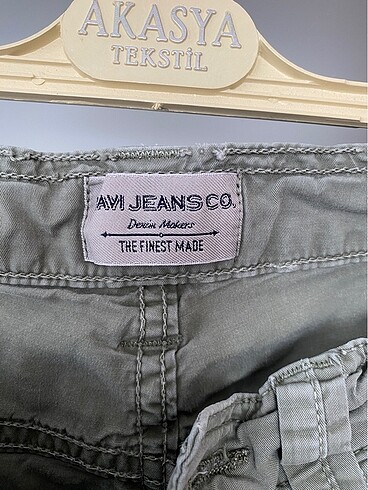 AKASYA
TEKSTİL
AVI JEANS CO.
Denim Makers
THE FINEST MADE